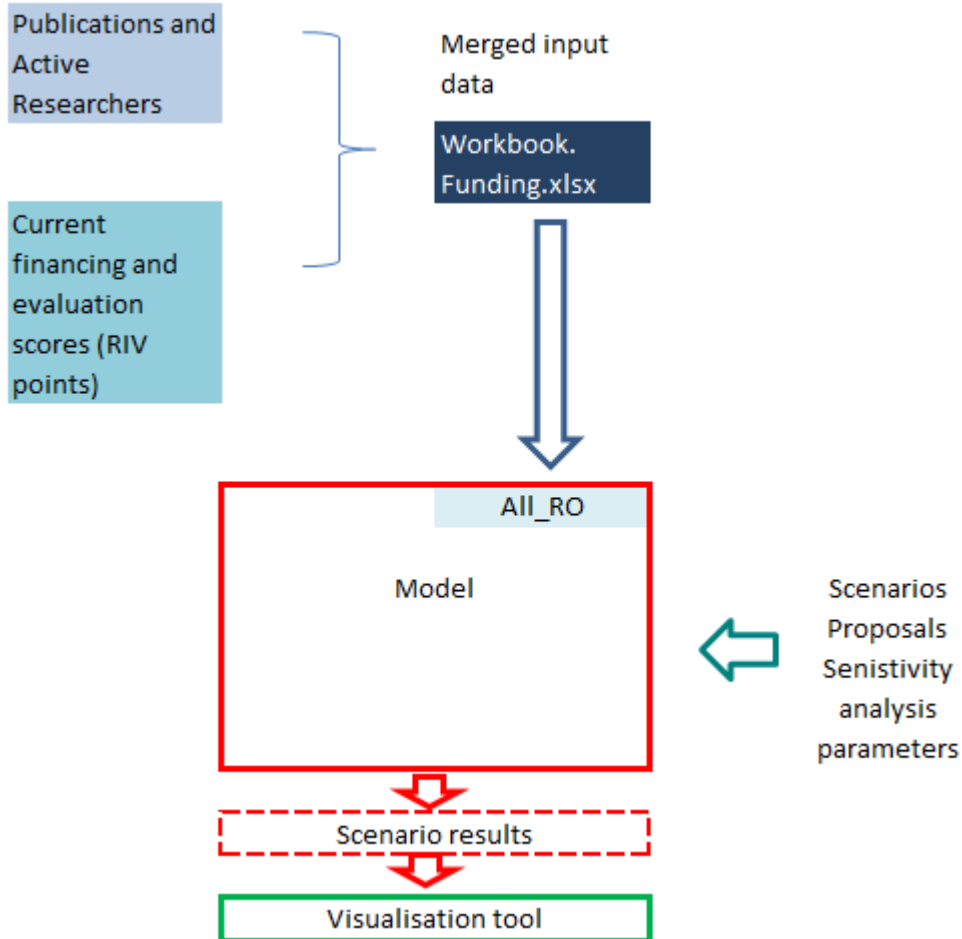 Publications and
Active
Researchers
Merged input
data
Workbook.
Funding.xlsx
Current
financing and
evaluation
scores (RIV
points)
All_RO
Model
Scenarios
Proposals
Senistivity
analysis
parameters
Scenario results
Visualisation tool